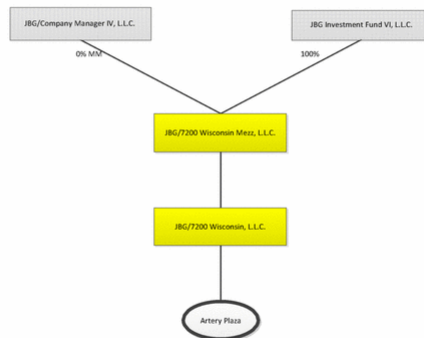 JBG/Company Manager IV, L.L.C.
JBG Investment Fund VI, L.L.C.
0% MM
100%
JBG/7200 Wisconsin Mezz, L.L.C.
JBG/7200 Wisconsin, L.L.C.
Artery Plaza